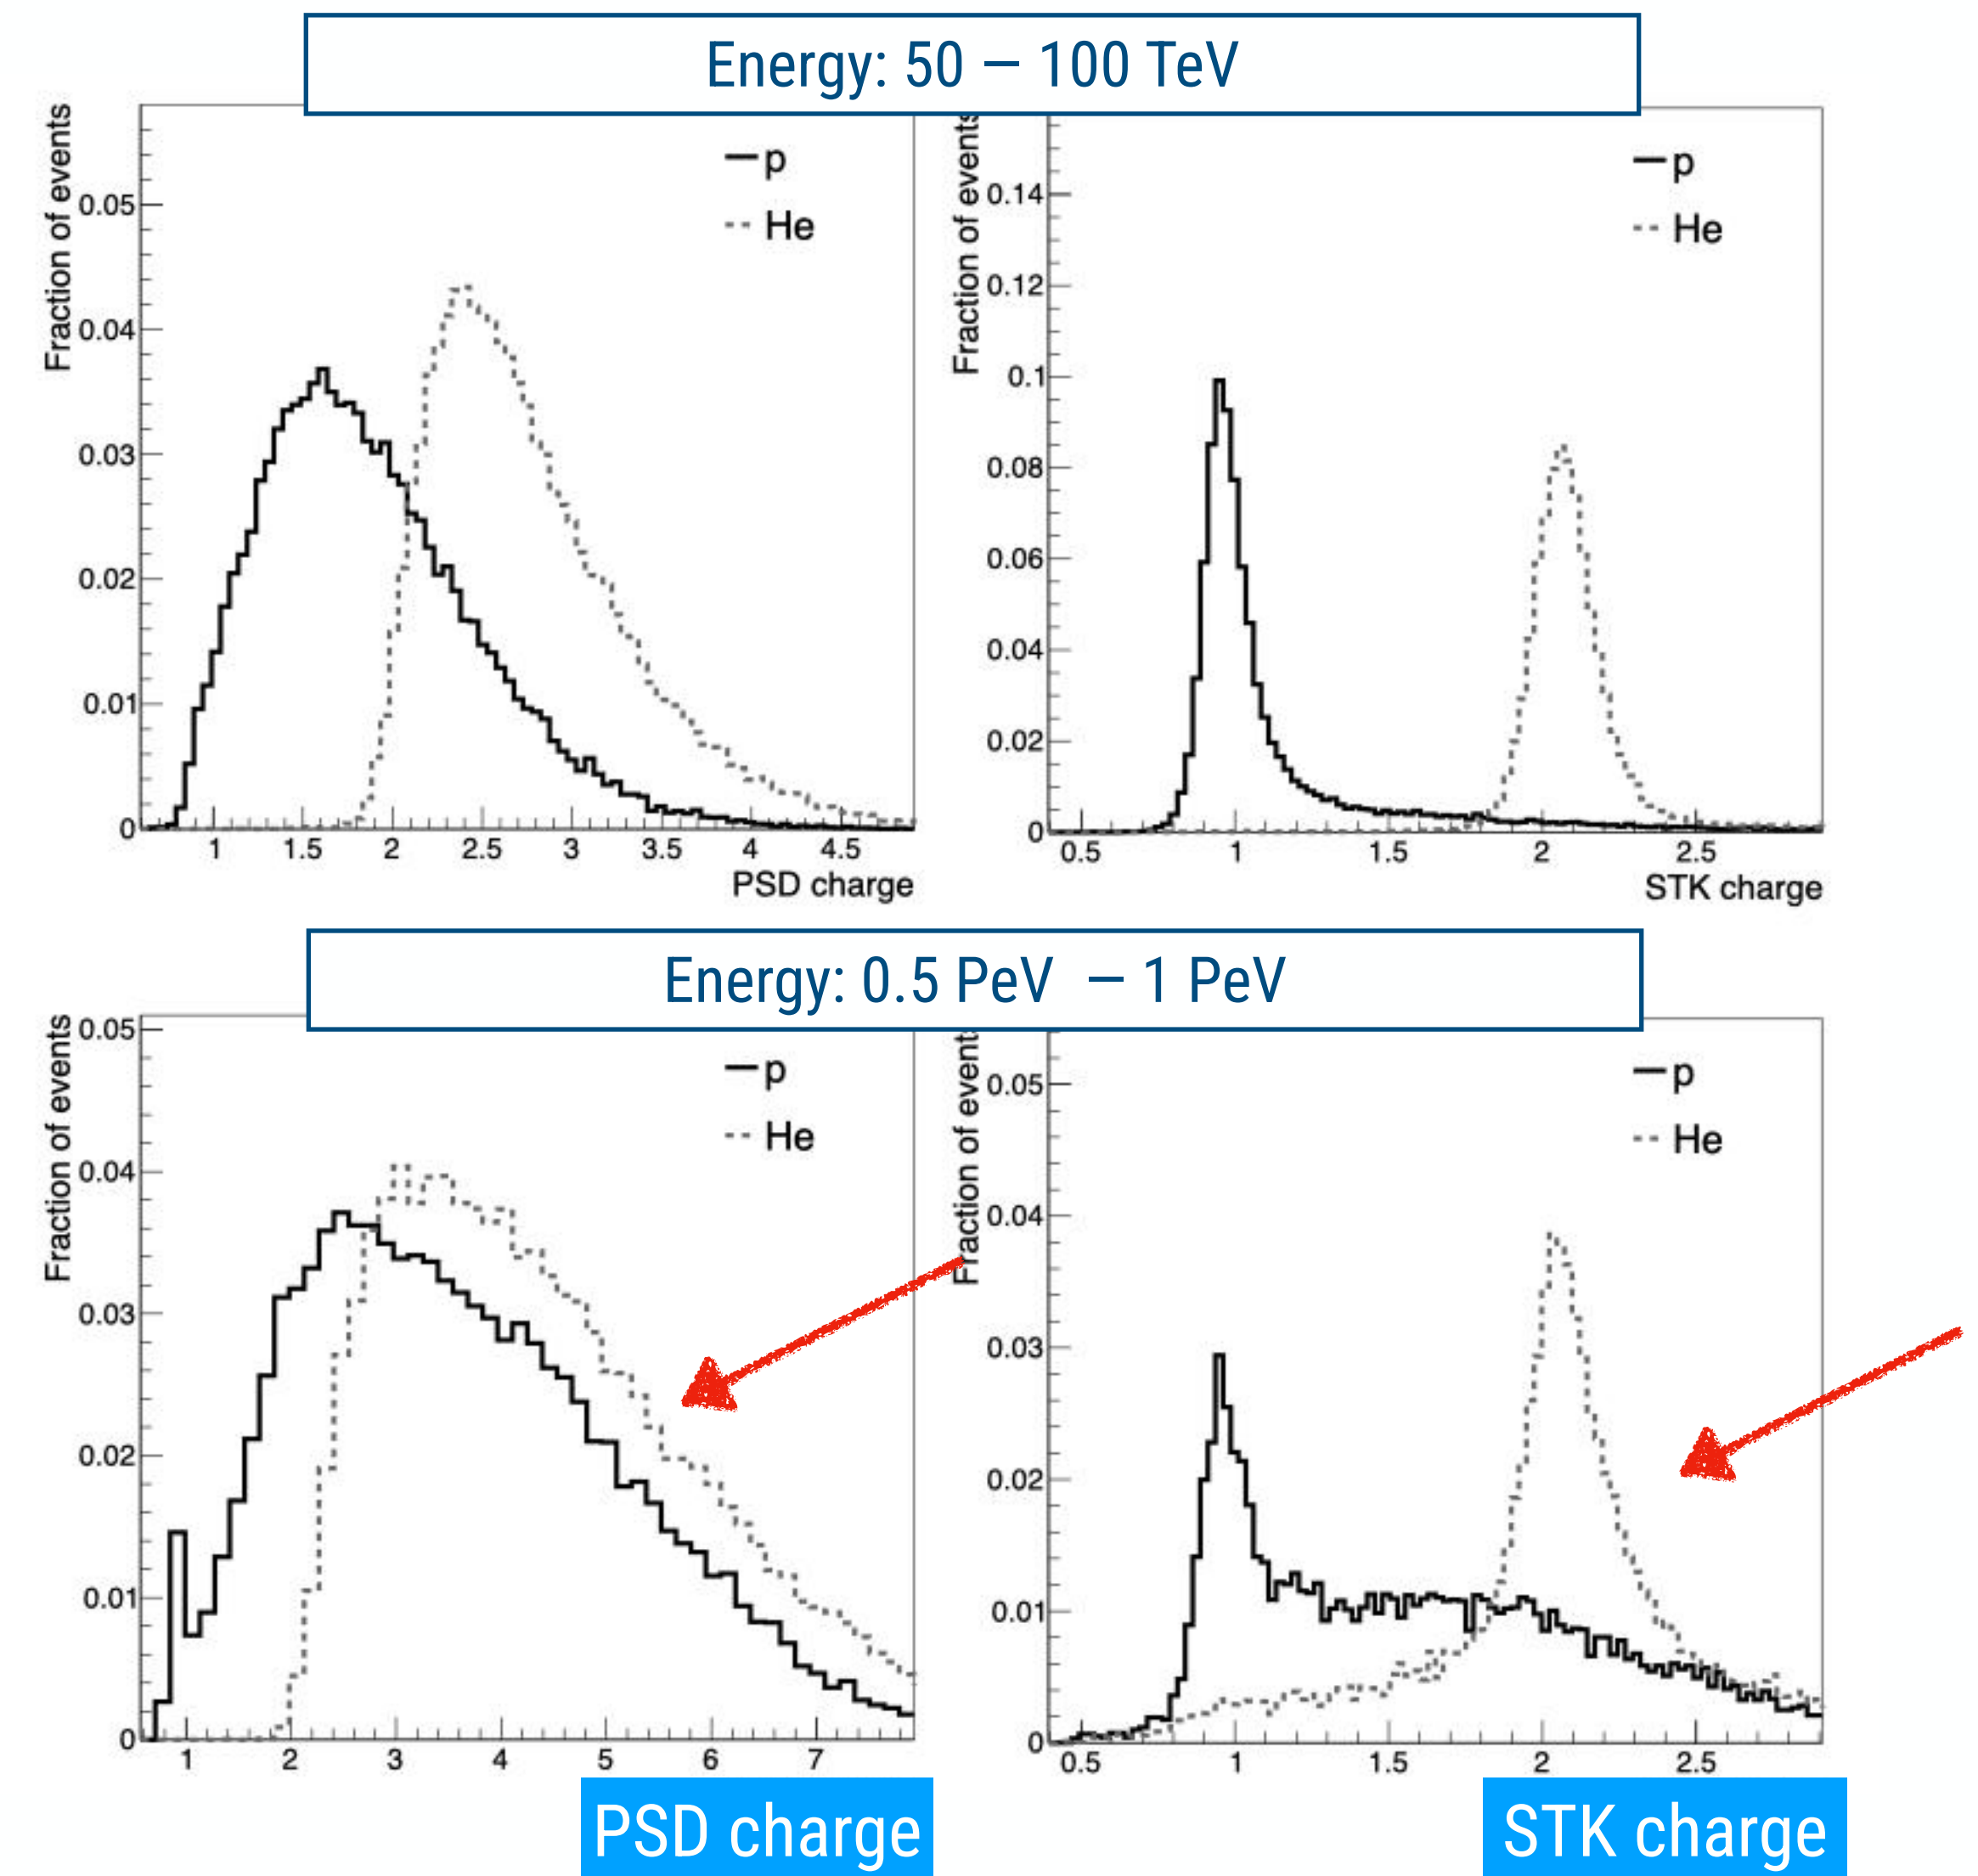 Energy: 50 — 100 TeV
Fraction of events
0.05
0.04
0.03
0.02
0.01
0
1 1.5 2 2.5 3 3.5 4 4.5
PSD charge
p
He
Fraction of events
0.14
0.12
0.1
0.08
0.06
0.04
0.02
0
0.5 1 1.5 2 2.5
STK charge
p
He
Energy: 0.5 PeV — 1 PeV
Fraction of events
0.05
0.04
0.03
0.02
0.01
0
1 2 3 4 5 6 7
PSD charge
p
He
Fraction of event
0.05
0.04
0.03
0.02
0.01
0
0.5 1 1.5 2 2.5
STK charge
p
He